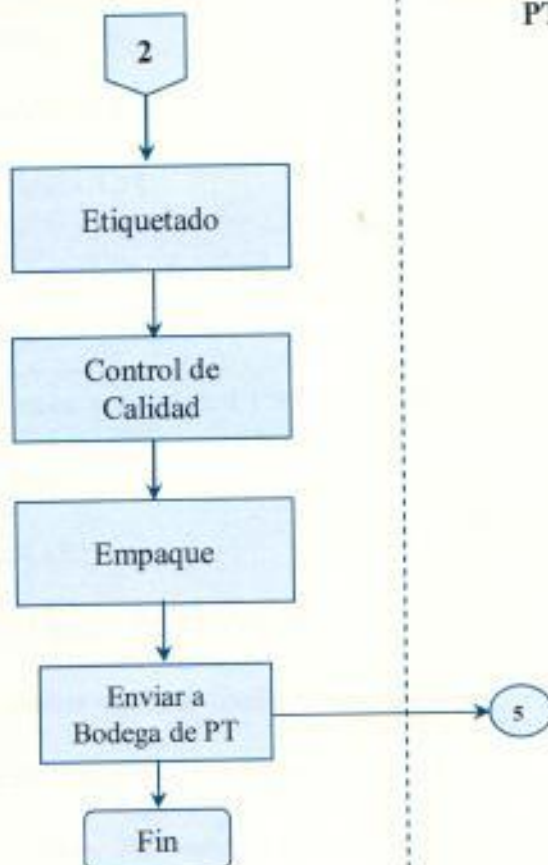 2
PT
Etiquetado
Control de
Calidad
Empaque
Enviar a
Bodega de PT
5
Fin